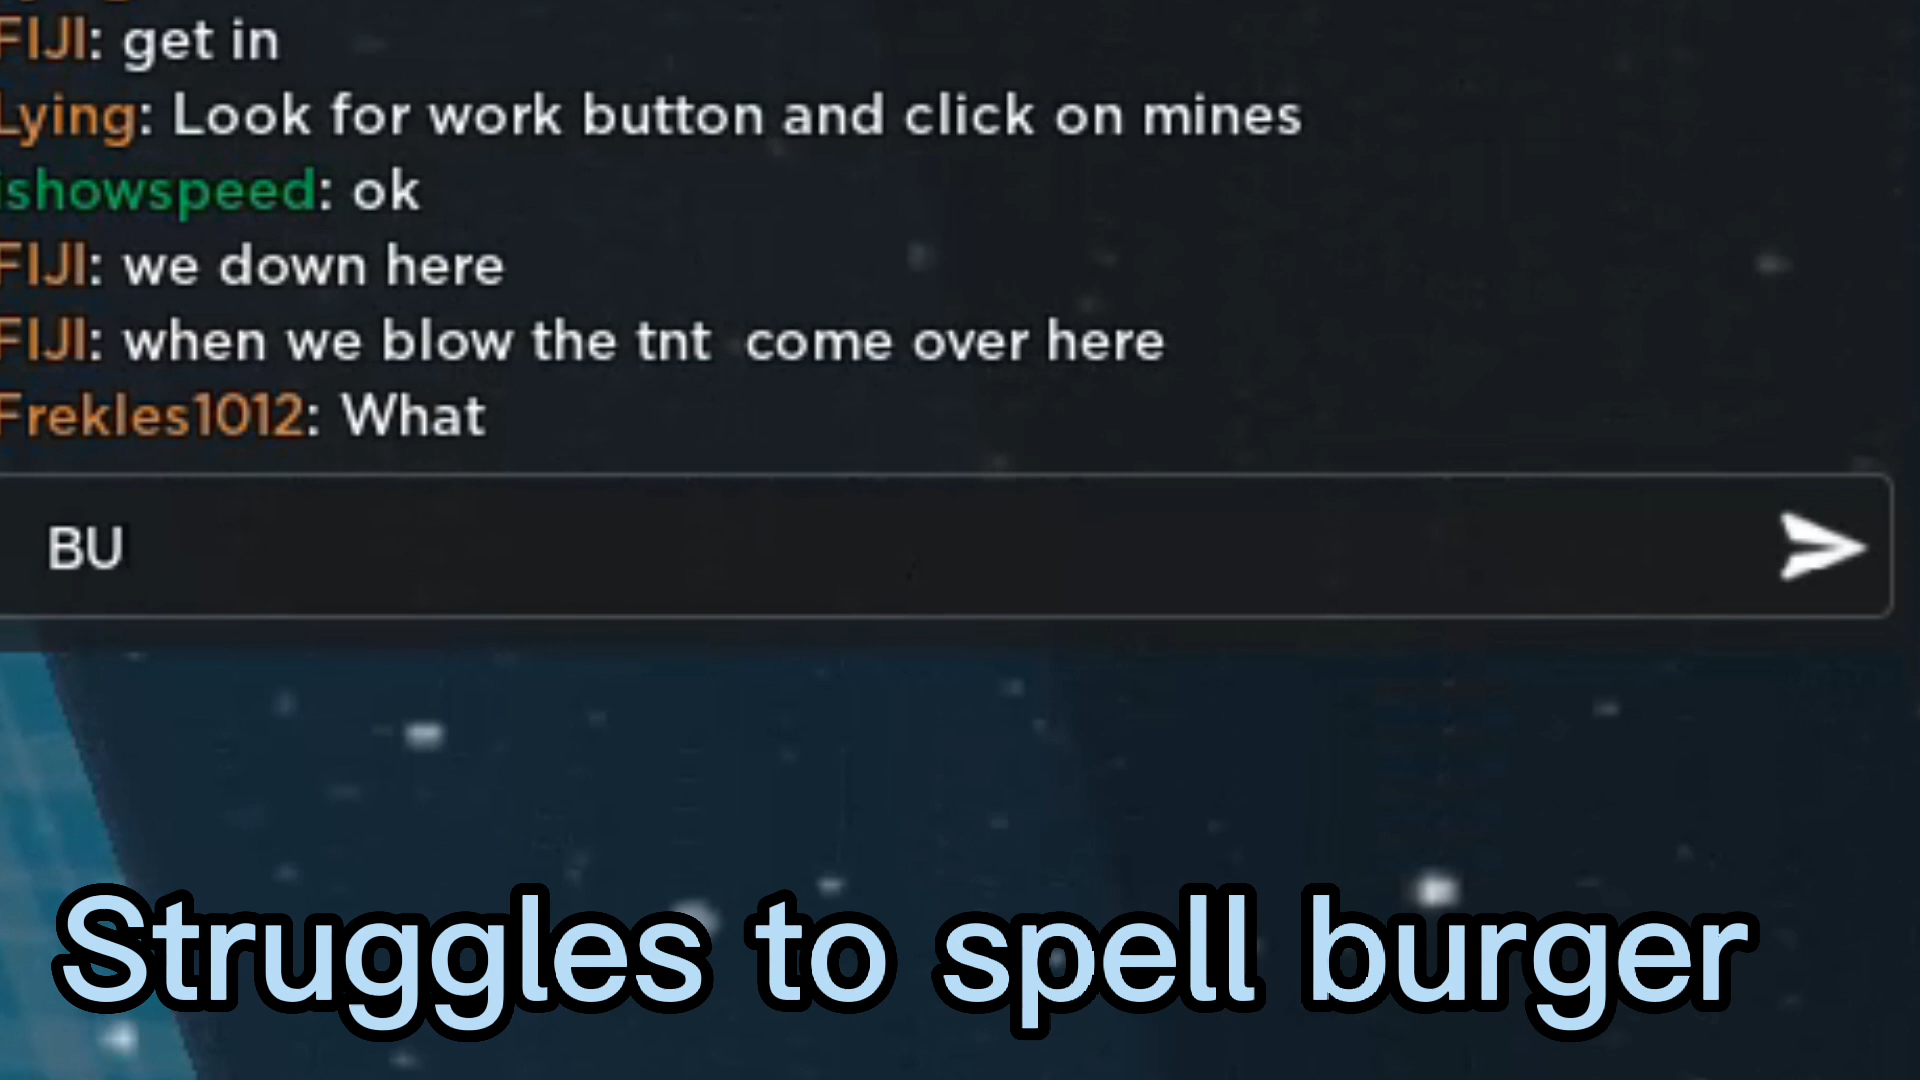 FIJI: get in
Lying: Look for work button and click on mines
ishowspeed: ok
FIJI: we down here
FIJI: when we blow the tnt  come over here
Frekles1012: What
BU
Struggles to spell burger